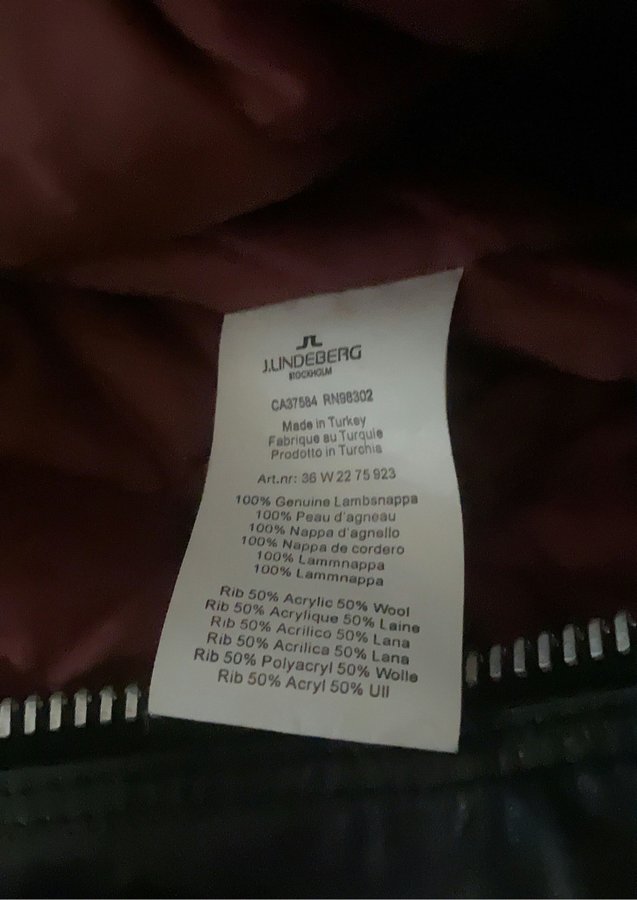 JL
J.LINDEBERG
STOCKHOLM
CA37584 RN98302
Made in Turkey
Fabrique au Turquie
Prodotto in Turchia
Art.nr: 36 W 22 75 923
100% Genuine Lambsnappa
100% Peau d'agneau
100% Nappa d'agnello
100% Nappa de cordero
100% Lammnappa
100% Lammnappa
Rib 50% Acrylic 50% Wool
Rib 50% Acryfique 50% Laine
Rib 50% Acrilico 50% Lana
Rib 50% Acrilica 50% Lana
Rib 50% Polyacryl 50% Wolle
Rib 50% Acryl 50% Ull